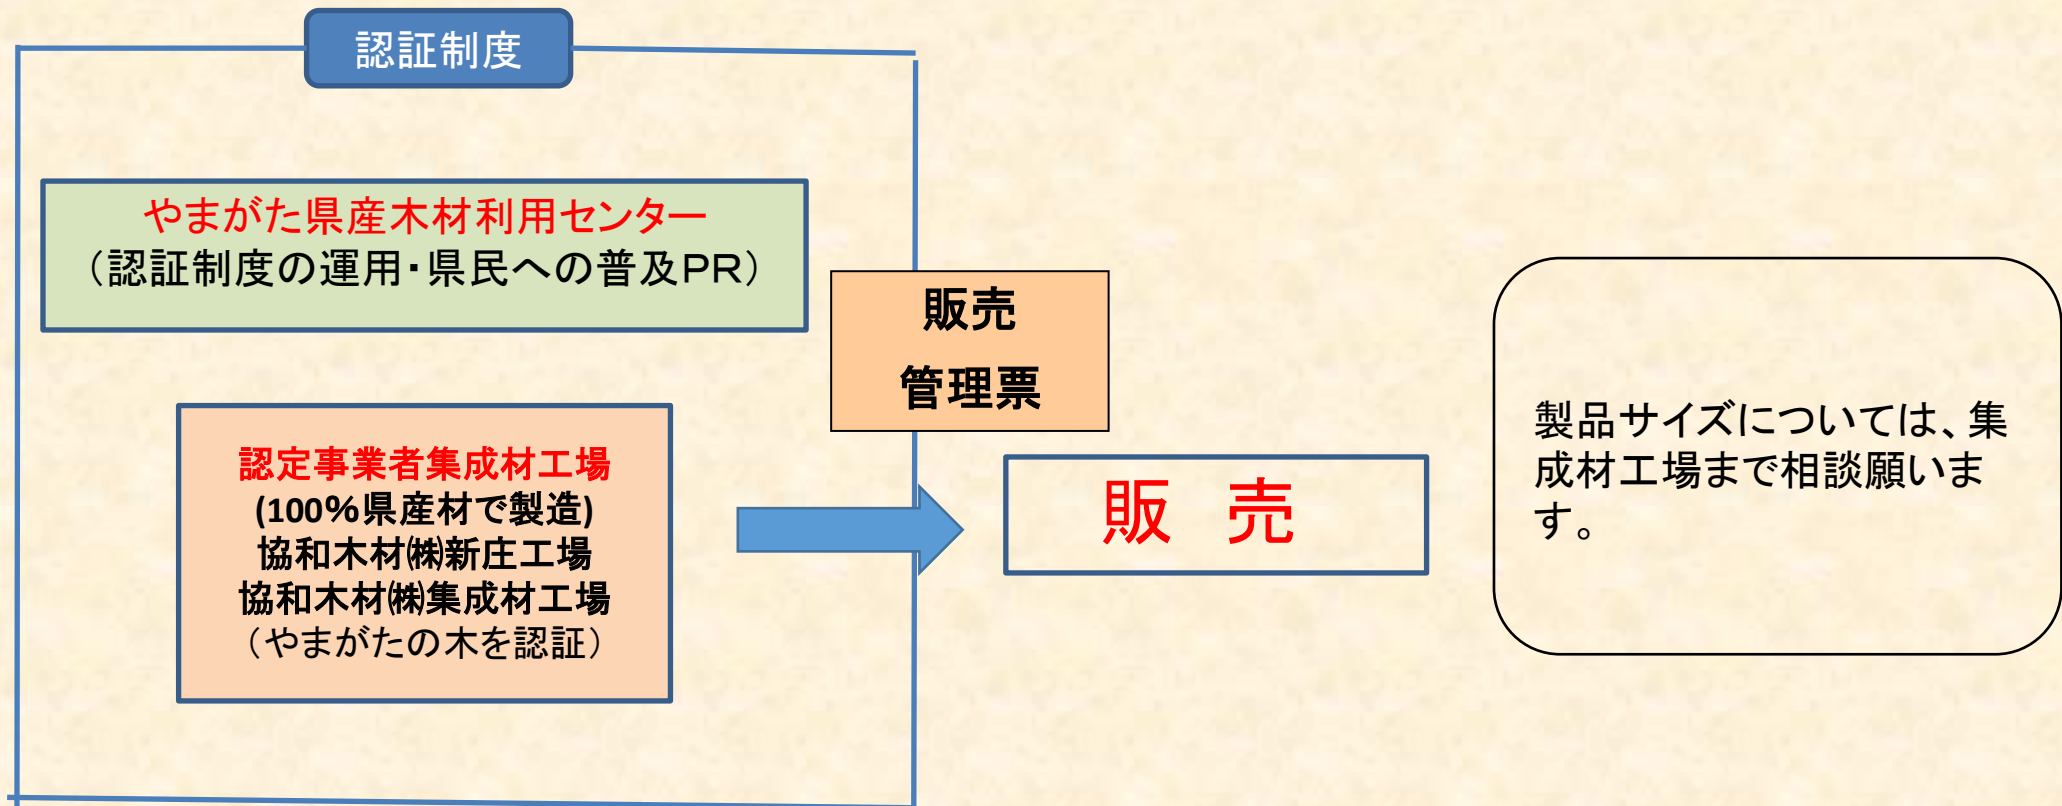 認証制度
やまがた県産木材利用センター
（認証制度の運用・県民への普及PR）
販売
管理票
認定事業者集成材工場
(100%県産材で製造)
協和木材㈱新庄工場
協和木材㈱集成材工場
（やまがたの木を認証）
販　売
製品サイズについては、集
成材工場まで相談願いま
す。